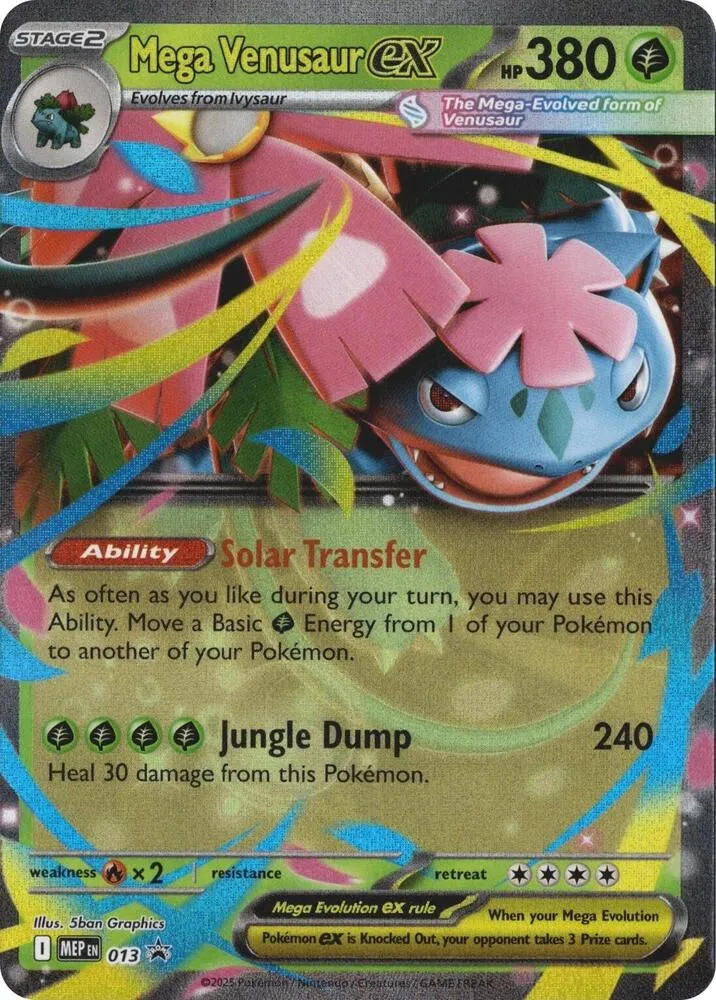 STAGE2
Mega Venusaur ex
HP 380
Evolves from Ivysaur
The Mega-Evolved form of
Venusaur
Ability Solar Transfer
As often as you like during your turn, you may use this
Ability. Move a Basic Energy from 1 of your Pokémon
to another of your Pokémon.
Jungle Dump 240
Heal 30 damage from this Pokémon.
weakness ×2 resistance retreat
Illus. 5ban Graphics
Mega Evolution ex rule
When your Mega Evolution
Pokémon ex is Knocked Out, your opponent takes 3 Prize cards.
I MEP EN 013
©2025 Pokémon / Nintendo / Creatures / GAME FREAK